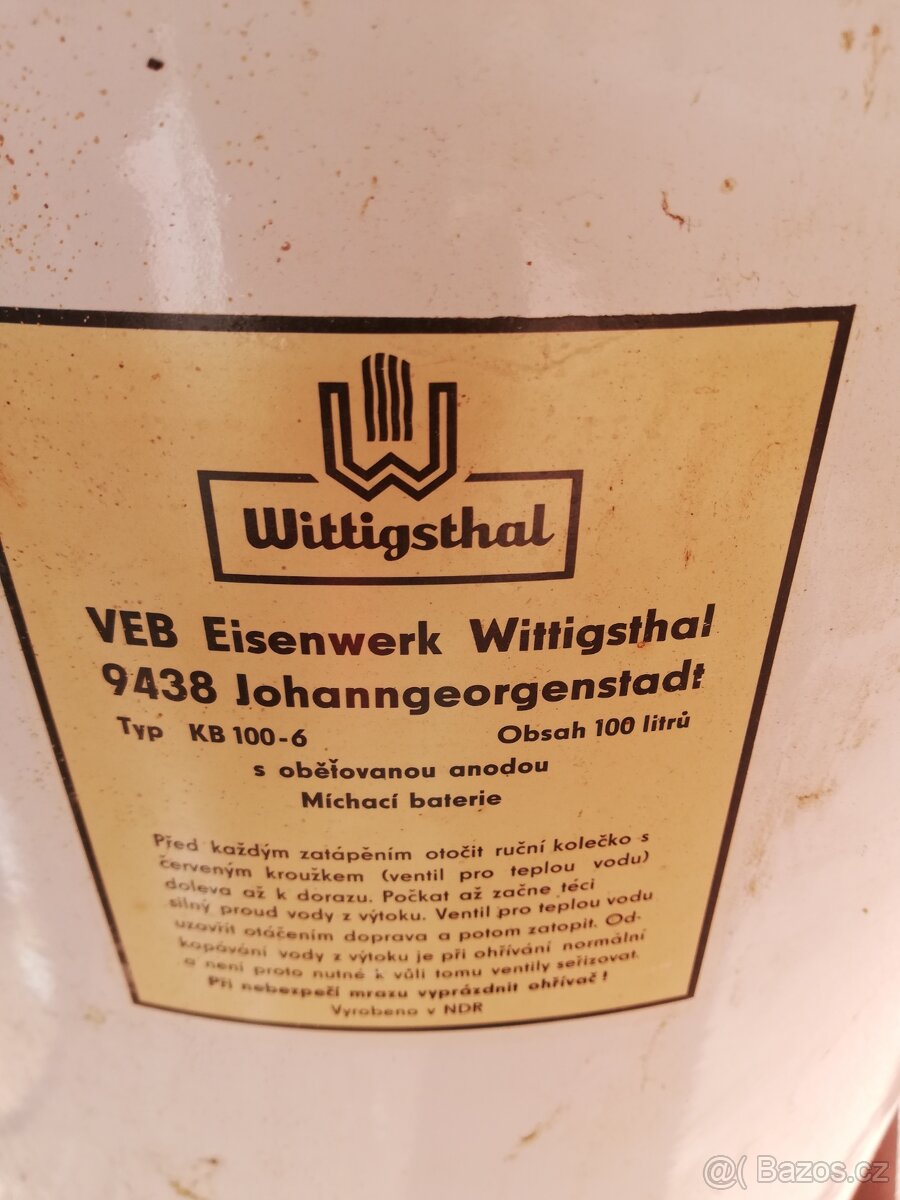 Wittigsthal
VEB Eisenwerk Wittigsthal
9438 Johanngeorgenstadt
Typ KB 100-6 Obsah 100 litrů
s oběťovanou anodou
Míchací baterie
Před každým zatápěním otočit ruční kolečko s
červeným kroužkem (ventil pro teplou vodu)
doleva až k dorazu. Počkat až začne téci
silný proud vody z výtoku. Ventil pro teplou vodu
uzovřít otáčením doprava a potom zatopit. Od-
kapávání vody z výtoku je při ohřívání normální
a není proto nutné k vůli tomu ventily seřizovat.
Při nebezpečí mrazu vyprázdnit ohřívač!
Vyrobeno v NDR
@( Bazos.cz